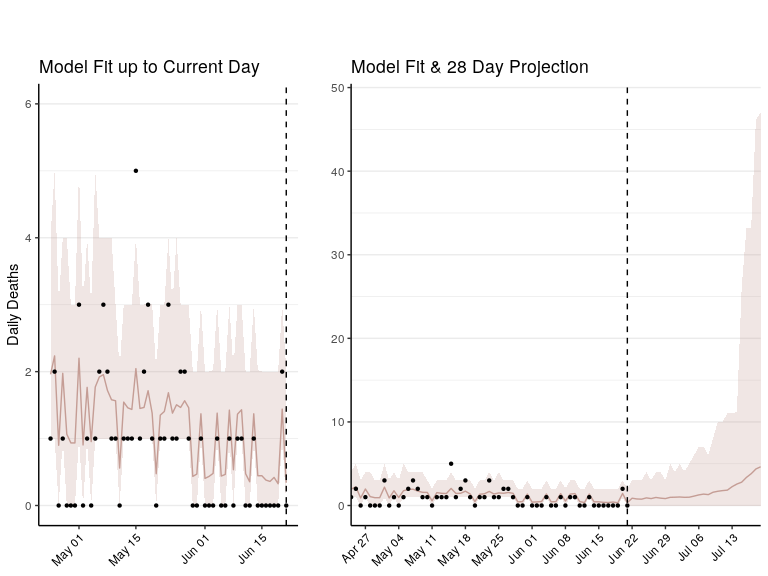 Model Fit up to Current Day
Daily Deaths
6
4
2
0
May 01
May 15
Jun 01
Jun 15
Model Fit & 28 Day Projection
50
40
30
20
10
0
Apr 27
May 04
May 11
May 18
May 25
Jun 01
Jun 08
Jun 15
Jun 22
Jun 29
Jul 06
Jul 13